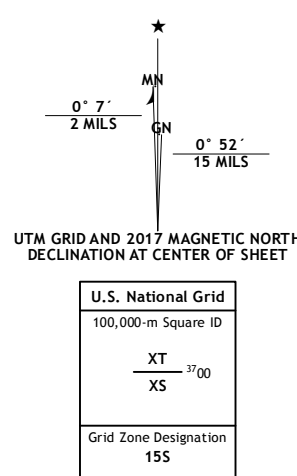 MN
0° 7´
2 MILS
GN
0° 52´
15 MILS
UTM GRID AND 2017 MAGNETIC NORTH
DECLINATION AT CENTER OF SHEET
U.S. National Grid
100,000-m Square ID
XT
3700
XS
Grid Zone Designation
15S